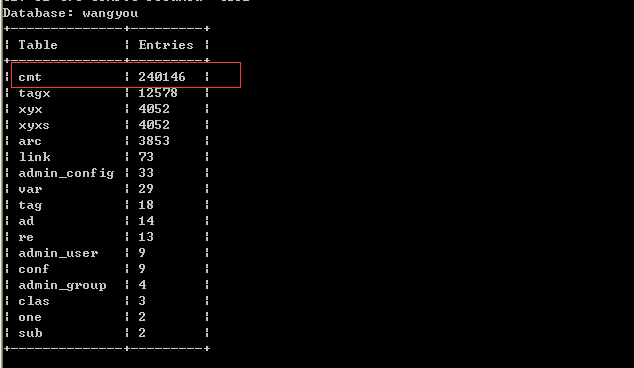 Database: wangyou
+--------------+---------+
| Table | Entries |
+--------------+---------+
| cmt | 240146 |
| tagx | 12578 |
| xyx | 4052 |
| xyxs | 4052 |
| arc | 3853 |
| link | 73 |
| admin_config | 33 |
| var | 29 |
| tag | 18 |
| ad | 14 |
| re | 13 |
| admin_user | 9 |
| conf | 9 |
| admin_group | 4 |
| clas | 3 |
| one | 2 |
| sub | 2 |
+--------------+---------+